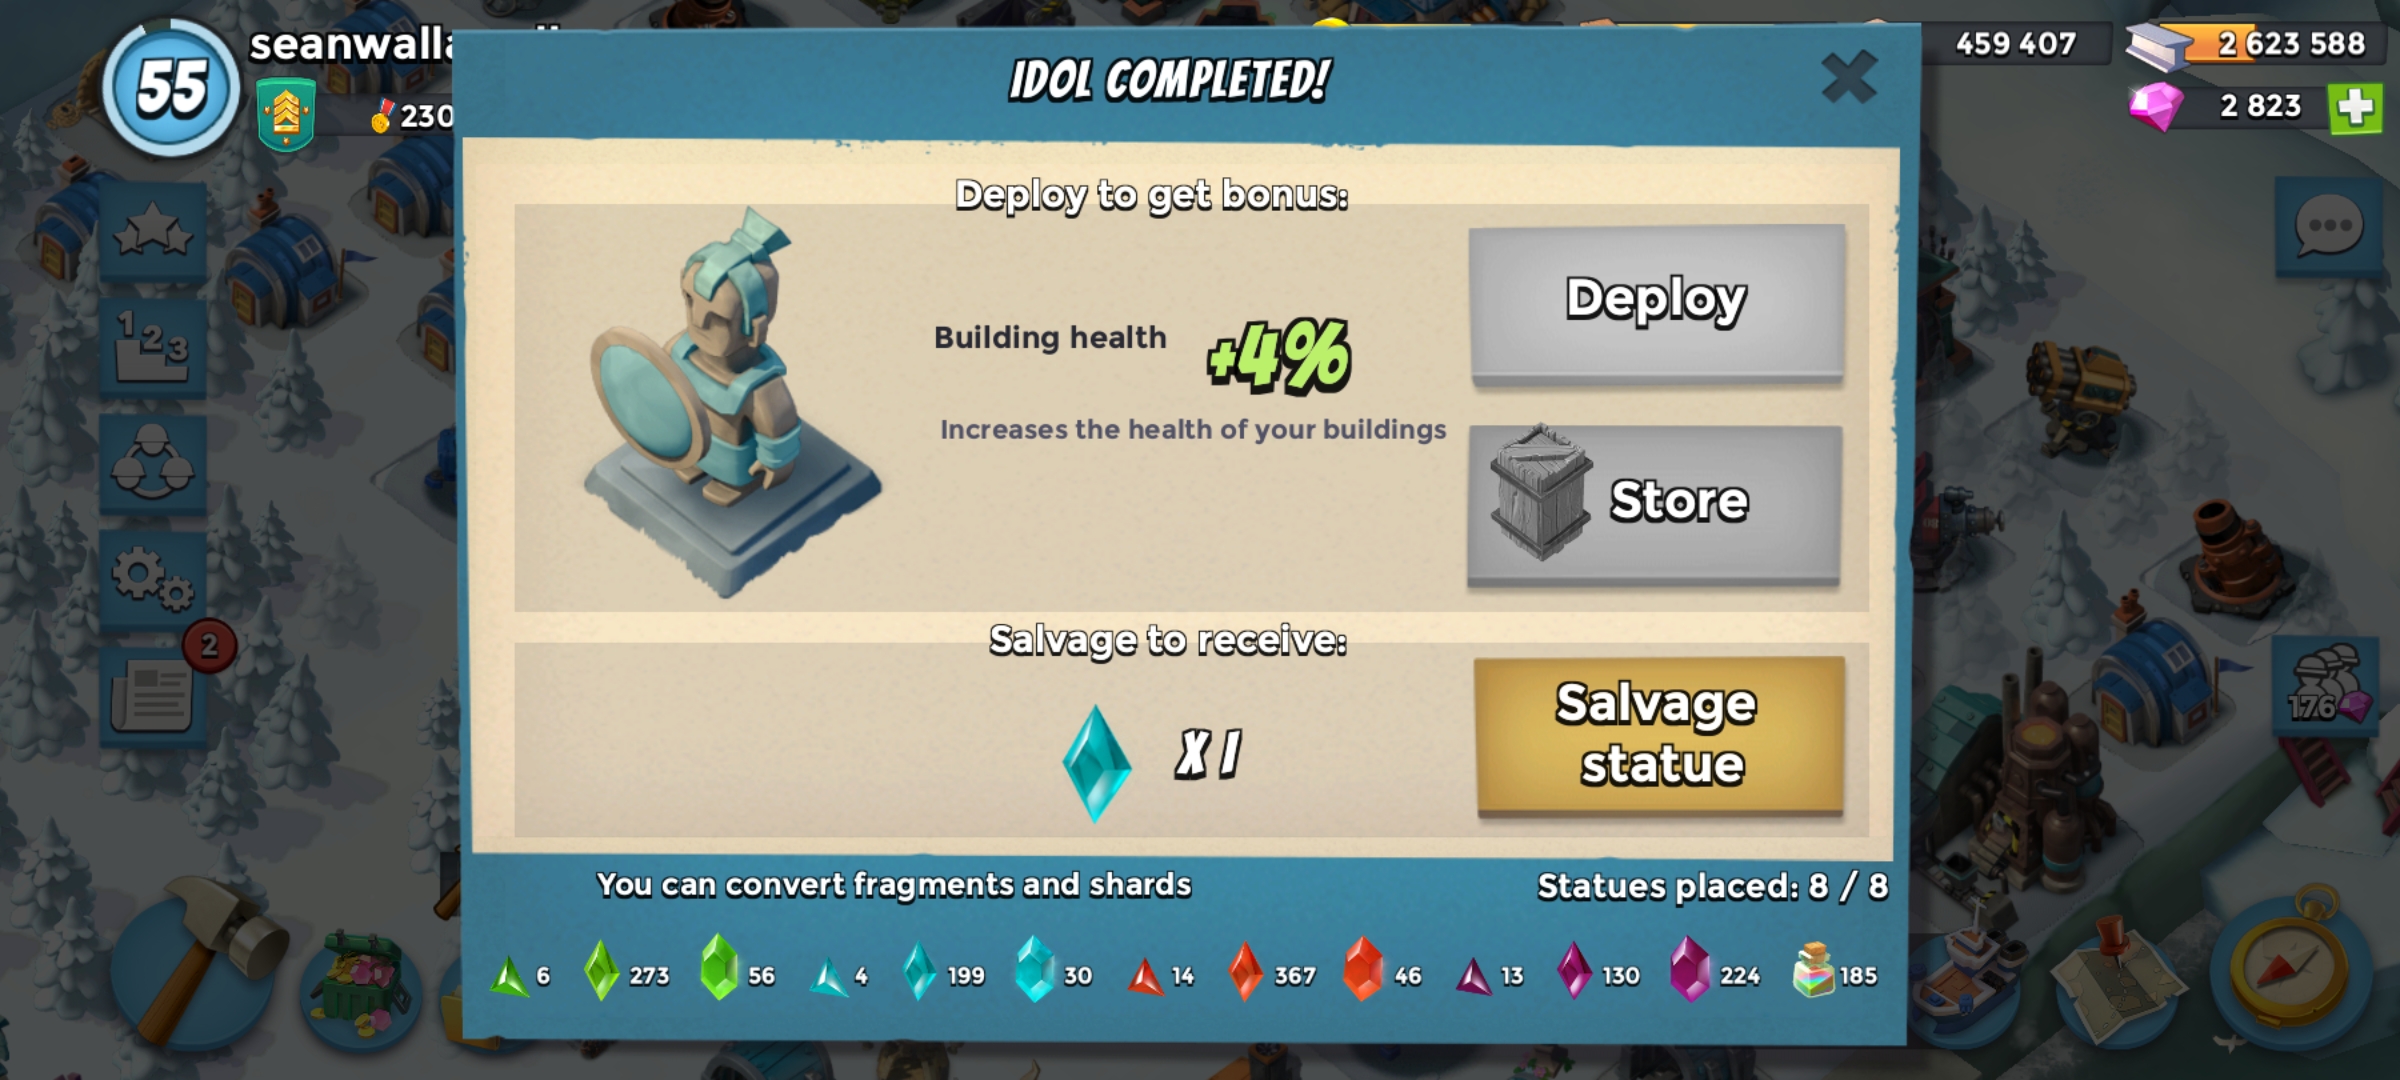 55
230
459 407
2 623 588
2 823
IDOL COMPLETED!
Deploy to get bonus:
Building health +4%
Increases the health of your buildings
Deploy
Store
Salvage to receive:
X 1
Salvage
statue
You can convert fragments and shards
Statues placed: 8 / 8
6 273 56 4 199 30 14 367 46 13 130 224 185
1 2 3
2
176